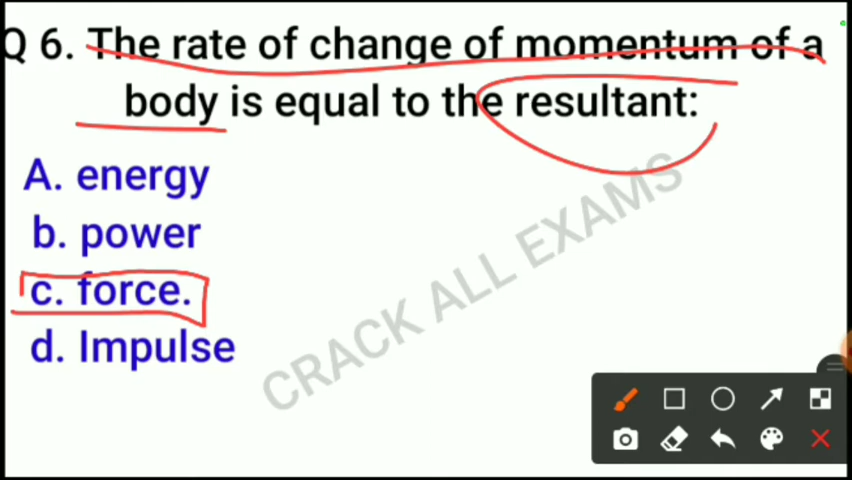 Q 6. The rate of change of momentum of a
body is equal to the resultant:
A. energy
b. power
c. force.
d. Impulse
CRACK ALL EXAMS